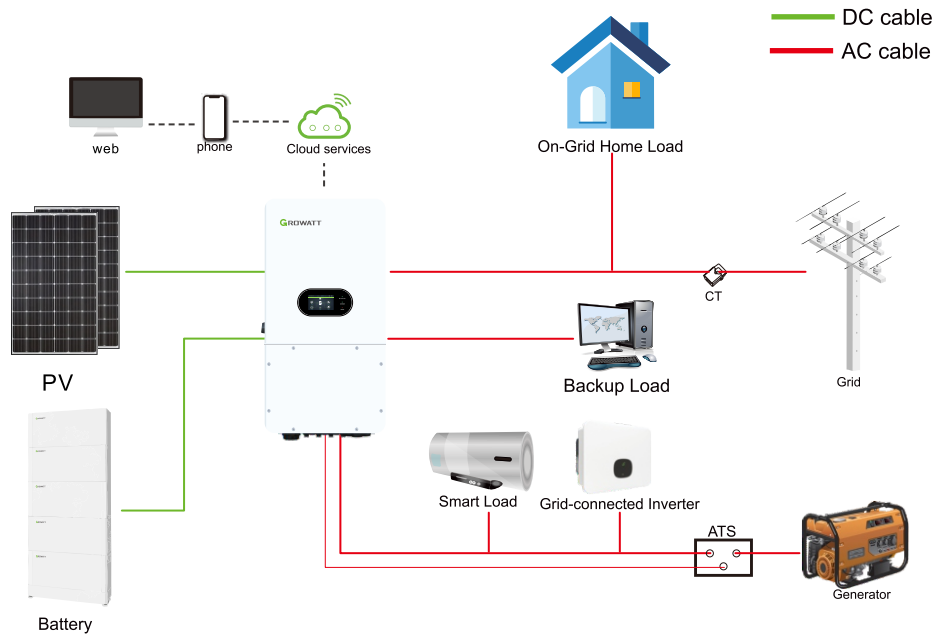 DC cable
AC cable
web
phone
Cloud services
On-Grid Home Load
GROWATT
CT
PV
Backup Load
Grid
Smart Load
Grid-connected Inverter
ATS
Battery
Generator